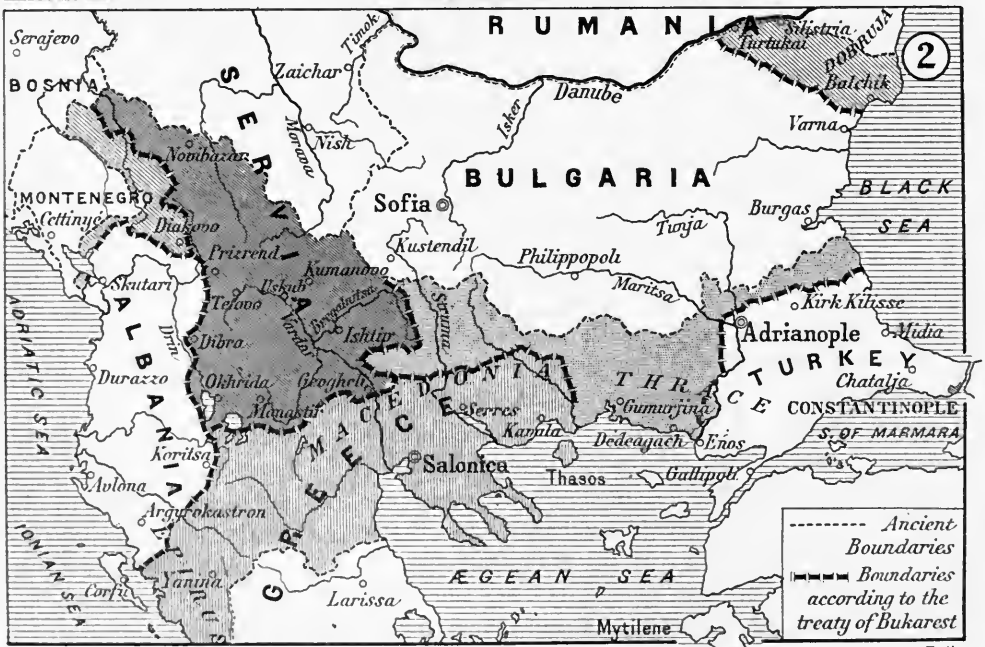 RUMANIA
2
Serajevo
BOSNIA
Zaichar
Timok
SERVIA
Morava
Nish
Isker
Danube
Turtukai
Silistria
DOBRUJA
Baltchik
Varna
BULGARIA
BLACK
SEA
Novibazar
MONTENEGRO
Cettinye
Diakovo
Sofia
Kustendil
Philippopoli
Tunja
Maritsa
Burgas
Prizrend
Kumanovo
Uskub
Tetovo
Vardar
Bregalnitsa
Ishtip
Struma
Skutari
ALBANIA
Drin
Dibra
Durazzo
ADRIATIC SEA
Okhrida
Monastir
Gevgheli
MACEDONIA
GREECE
Serres
Kavala
THRACE
Gumurjina
Dedeagach
Enos
Adrianople
Kirk Kilisse
Midia
TURKEY
Chatalja
CONSTANTINOPLE
S. OF MARMARA
Gallipoli
Koritsa
Avlona
Argyrokastron
EPIRUS
Yanina
Corfu
IONIAN SEA
Salonica
Thasos
Larissa
ÆGEAN SEA
Mytilene
Ancient
Boundaries
Boundaries
according to the
treaty of Bukarest